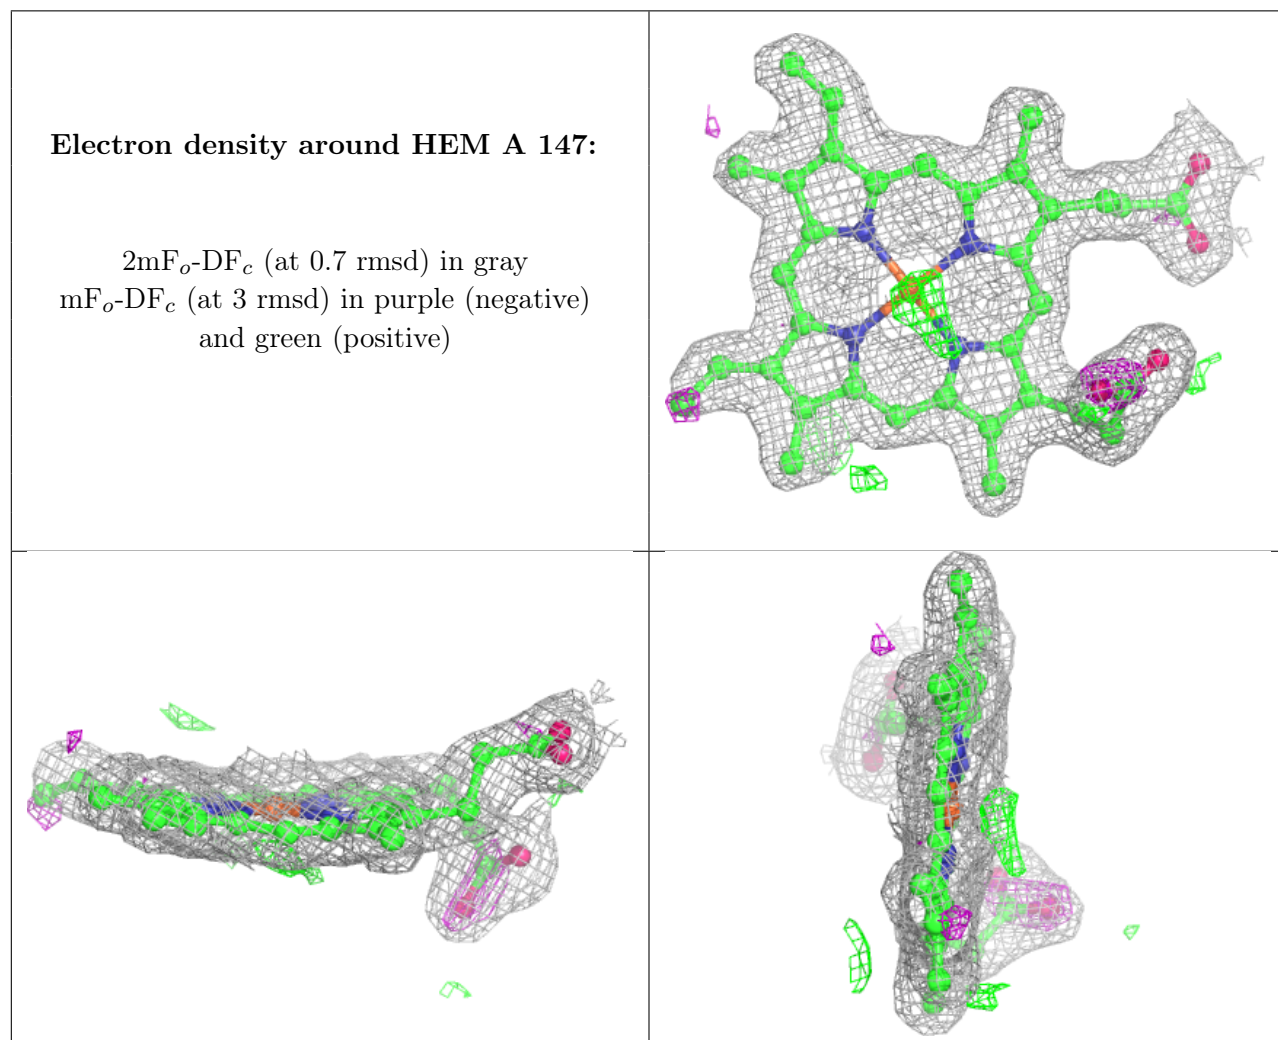 Electron density around HEM A 147:
2mFo-DFc (at 0.7 rmsd) in gray
mFo-DFc (at 3 rmsd) in purple (negative)
and green (positive)